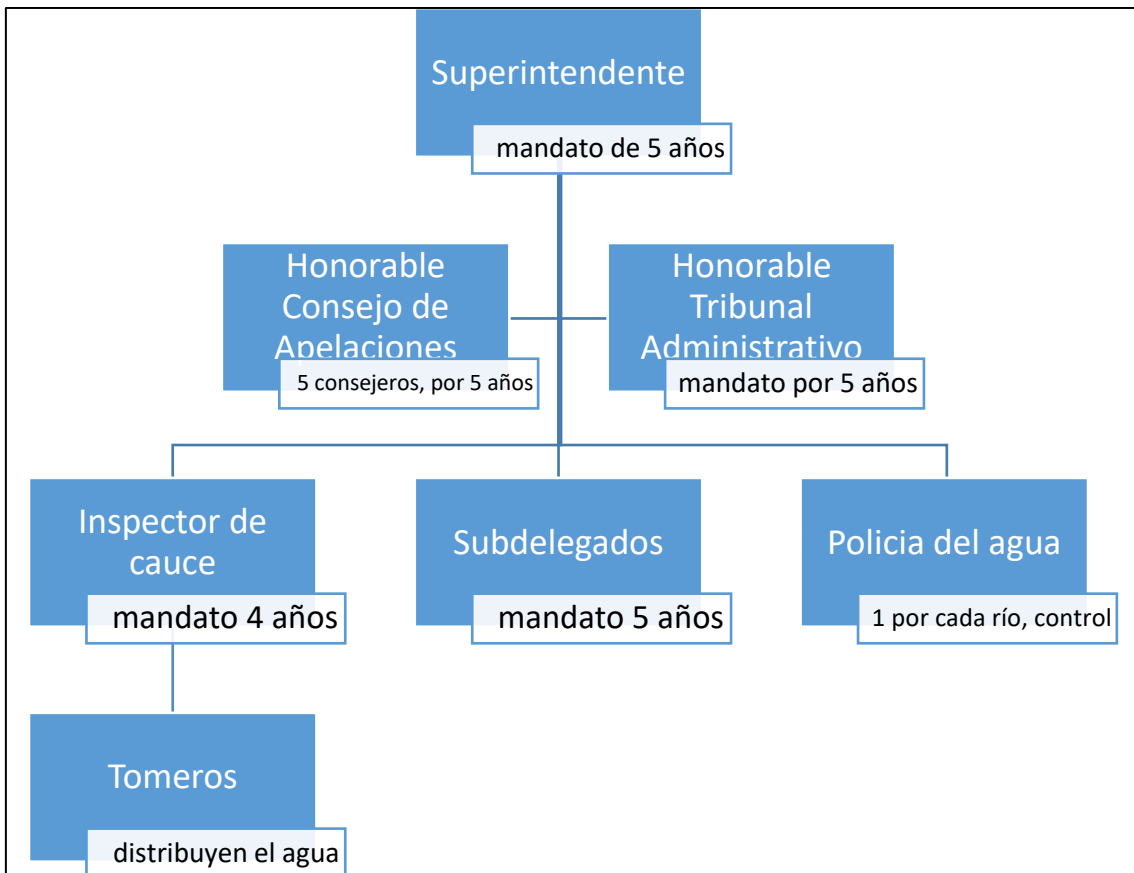 Superintendente
mandato de 5 años
Honorable
Consejo de
Apelaciones
5 consejeros, por 5 años
Honorable
Tribunal
Administrativo
mandato por 5 años
Inspector de
cauce
mandato 4 años
Subdelegados
mandato 5 años
Policia del agua
1 por cada río, control
Tomeros
distribuyen el agua